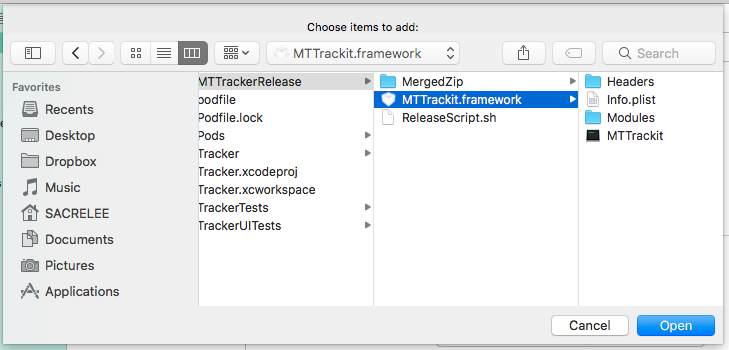 Choose items to add:
MTTrackit.framework
Search
Favorites
Recents
Desktop
Dropbox
Music
SACRELEE
Documents
Pictures
Applications
MTTrackerRelease
podfile
Podfile.lock
Pods
Tracker
Tracker.xcodeproj
Tracker.xcworkspace
TrackerTests
TrackerUITests
MergedZip
MTTrackit.framework
ReleaseScript.sh
Headers
Info.plist
Modules
MTTrackit
Cancel
Open